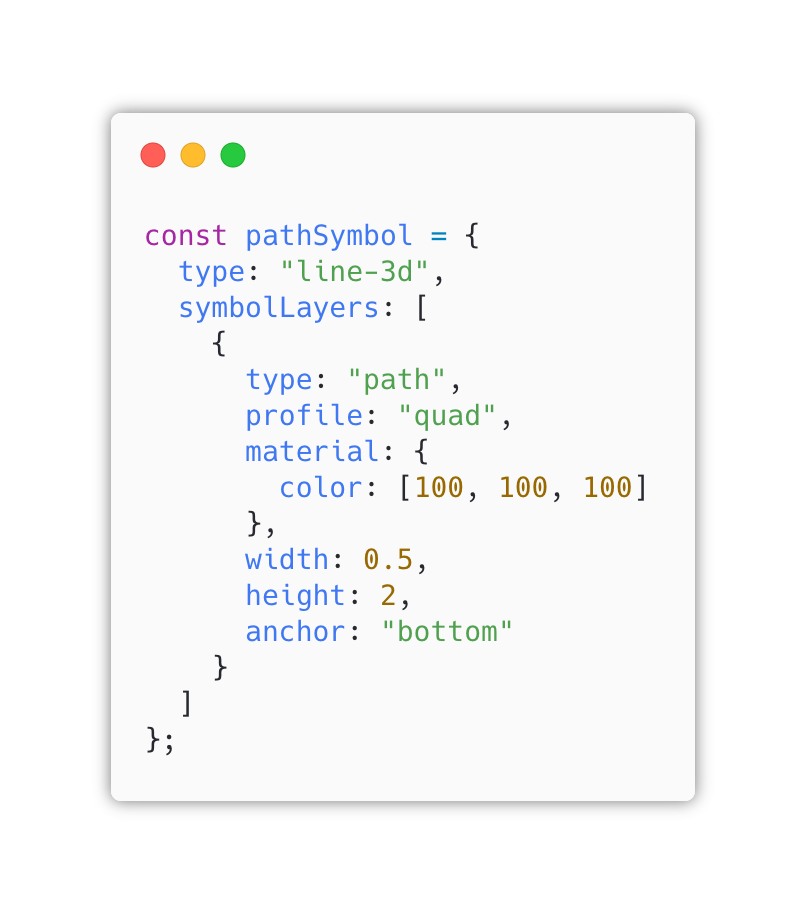 const pathSymbol = {
  type: "line-3d",
  symbolLayers: [
    {
      type: "path",
      profile: "quad",
      material: {
        color: [100, 100, 100]
      },
      width: 0.5,
      height: 2,
      anchor: "bottom"
    }
  ]
};